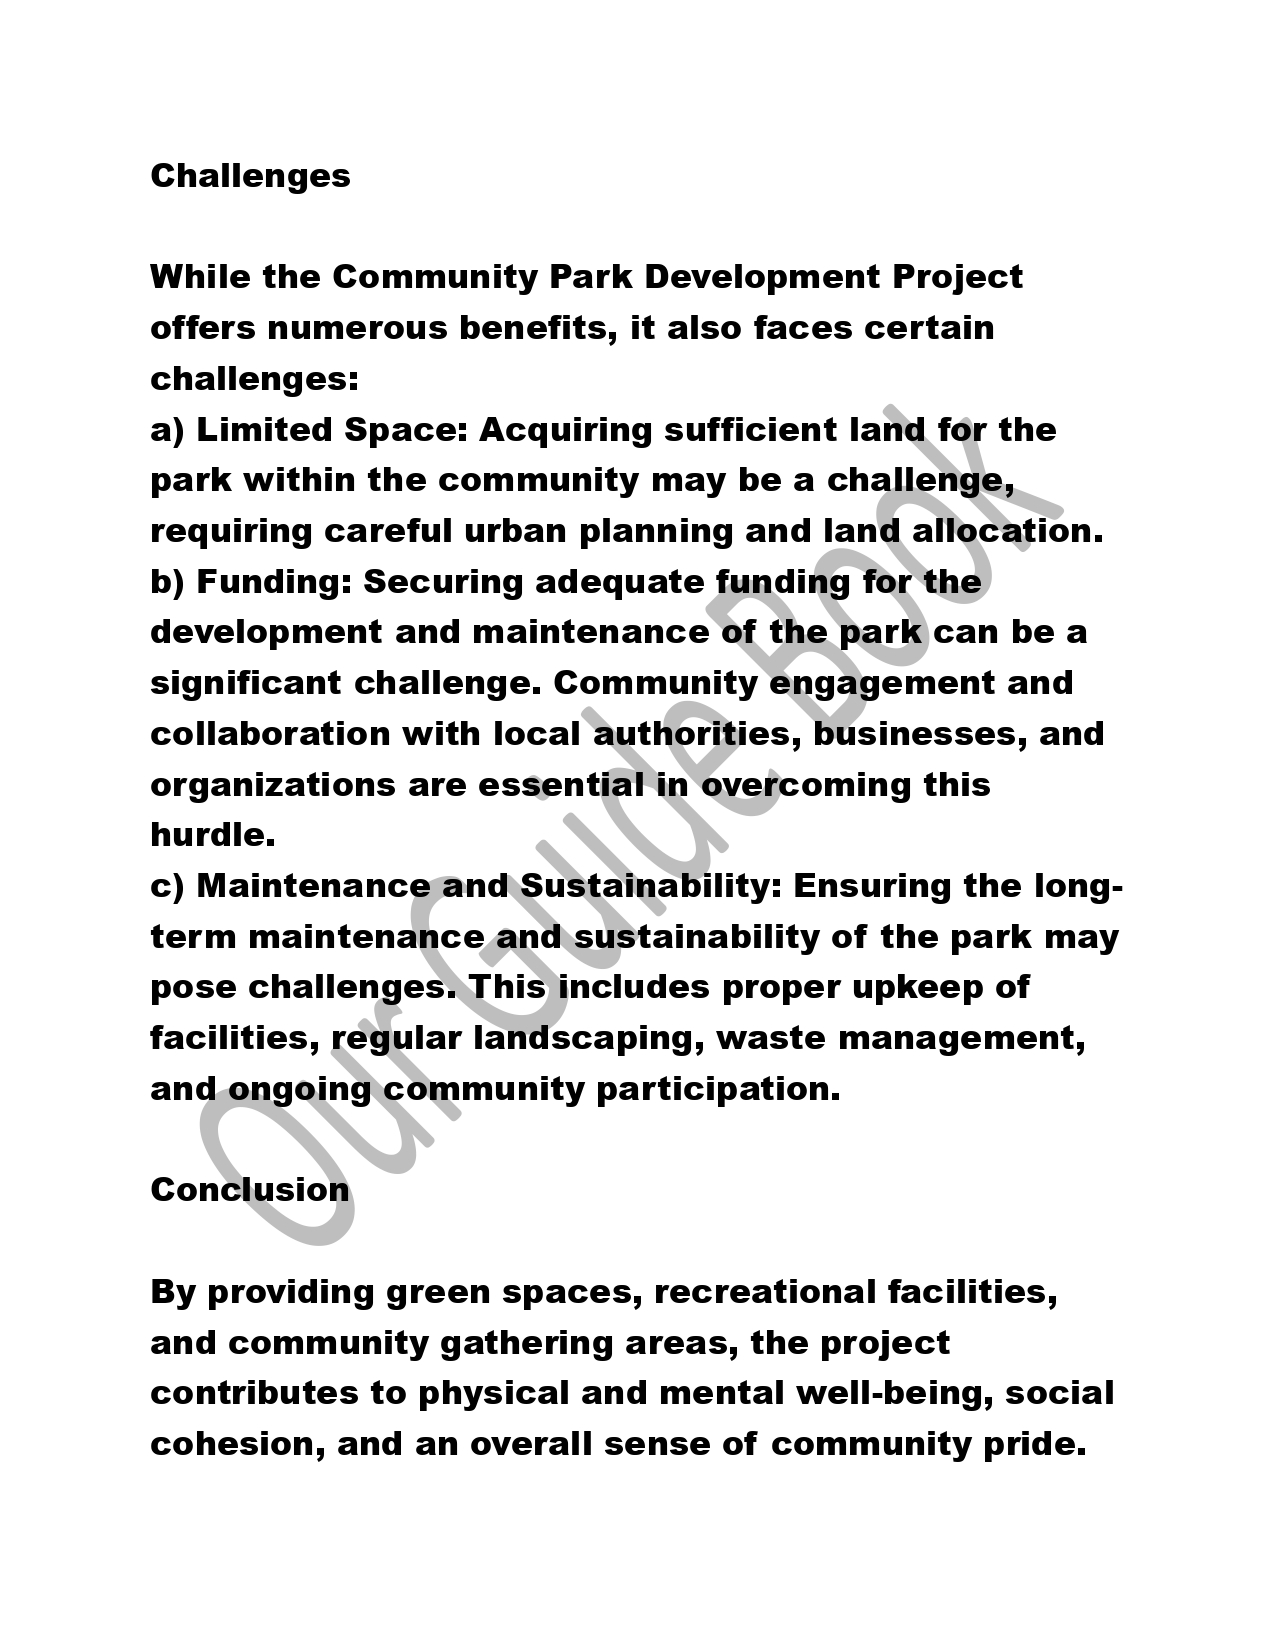 Challenges
While the Community Park Development Project
offers numerous benefits, it also faces certain
challenges:
a) Limited Space: Acquiring sufficient land for the
park within the community may be a challenge,
requiring careful urban planning and land allocation.
b) Funding: Securing adequate funding for the
development and maintenance of the park can be a
significant challenge. Community engagement and
collaboration with local authorities, businesses, and
organizations are essential in overcoming this
hurdle.
c) Maintenance and Sustainability: Ensuring the long-
term maintenance and sustainability of the park may
pose challenges. This includes proper upkeep of
facilities, regular landscaping, waste management,
and ongoing community participation.
Conclusion
By providing green spaces, recreational facilities,
and community gathering areas, the project
contributes to physical and mental well-being, social
cohesion, and an overall sense of community pride.
Our Guide Book